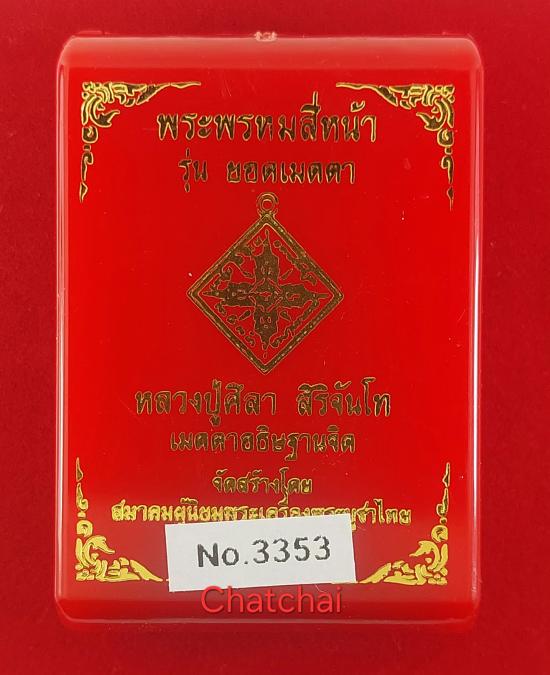 พระพรหมสี่หน้า
รุ่น ยอดเมตตา
หลวงปู่ศิลา สิริจันโท
เมตตาอธิษฐานจิต
จัดสร้างโดย
สมาคมผู้นิยมพระเครื่องพระบูชาไทย
No.3353
Chatchai